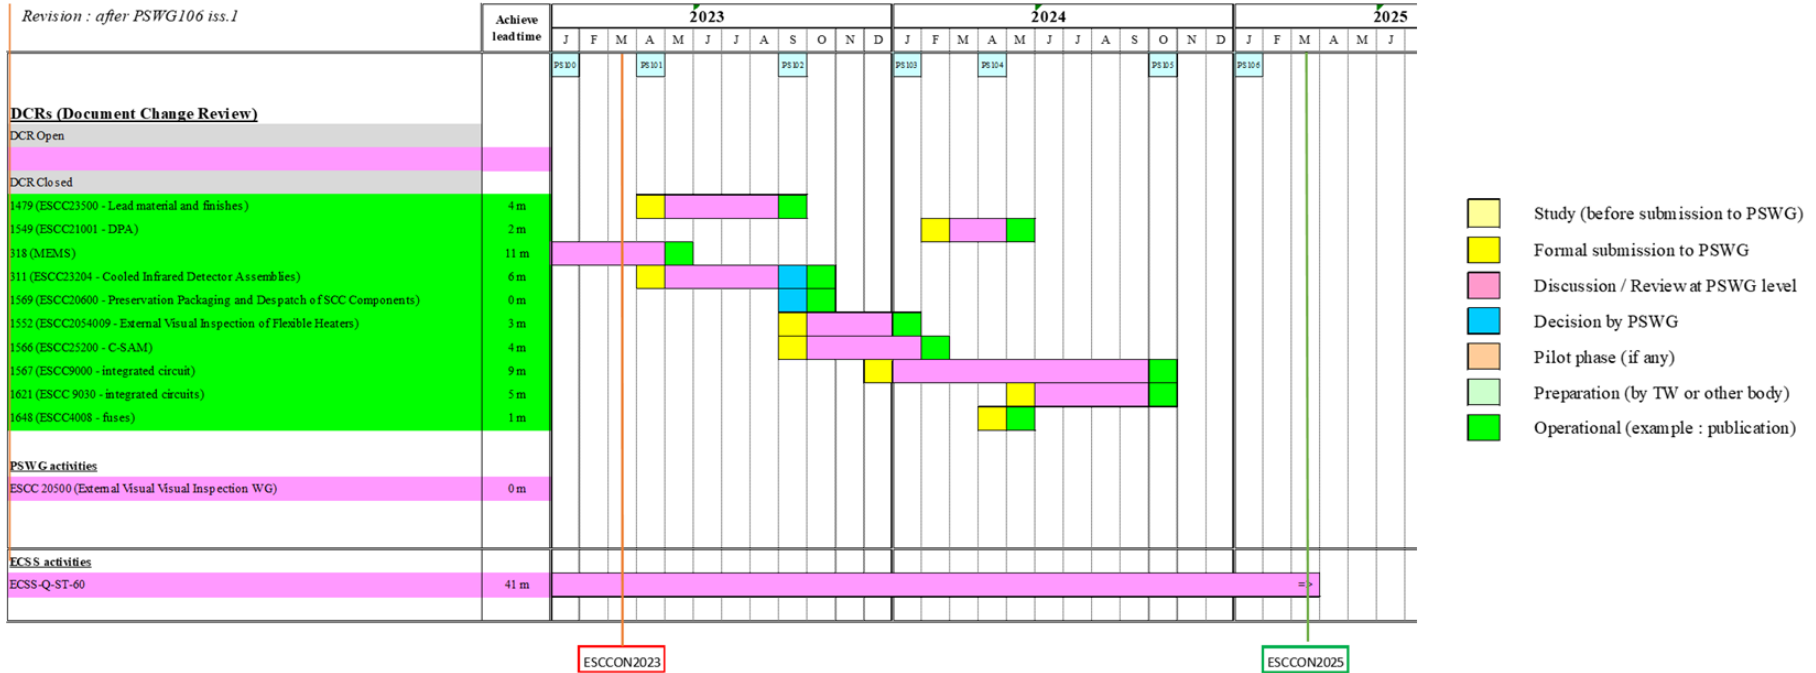 Revision : after PSWG106 iss.1
Achieve
lead time
2023
2024
2025
J F M A M J J A S O N D J F M A M J J A S O N D J F M A M J
PS100 PS101 PS102 PS103 PS104 PS105 PS106
DCRs (Document Change Review)
DCR Open
DCR Closed
1479 (ESCC23500 - Lead material and finishes) 4 m
1549 (ESCC21001 - DPA) 2 m
318 (MEMS) 11 m
311 (ESCC23204 - Cooled Infrared Detector Assemblies) 6 m
1569 (ESCC20600 - Preservation Packaging and Despatch of SCC Components) 0 m
1552 (ESCC2054009 - External Visual Inspection of Flexible Heaters) 3 m
1566 (ESCC25200 - C-SAM) 4 m
1567 (ESCC9000 - integrated circuit) 9 m
1621 (ESCC 9030 - integrated circuits) 5 m
1648 (ESCC4008 - fuses) 1 m
PSWG activities
ESCC 20500 (External Visual Visual Inspection WG) 0 m
ECSS activities
ECSS-Q-ST-60 41 m =>
ESCCON2023
ESCCON2025
Study (before submission to PSWG)
Formal submission to PSWG
Discussion / Review at PSWG level
Decision by PSWG
Pilot phase (if any)
Preparation (by TW or other body)
Operational (example : publication)